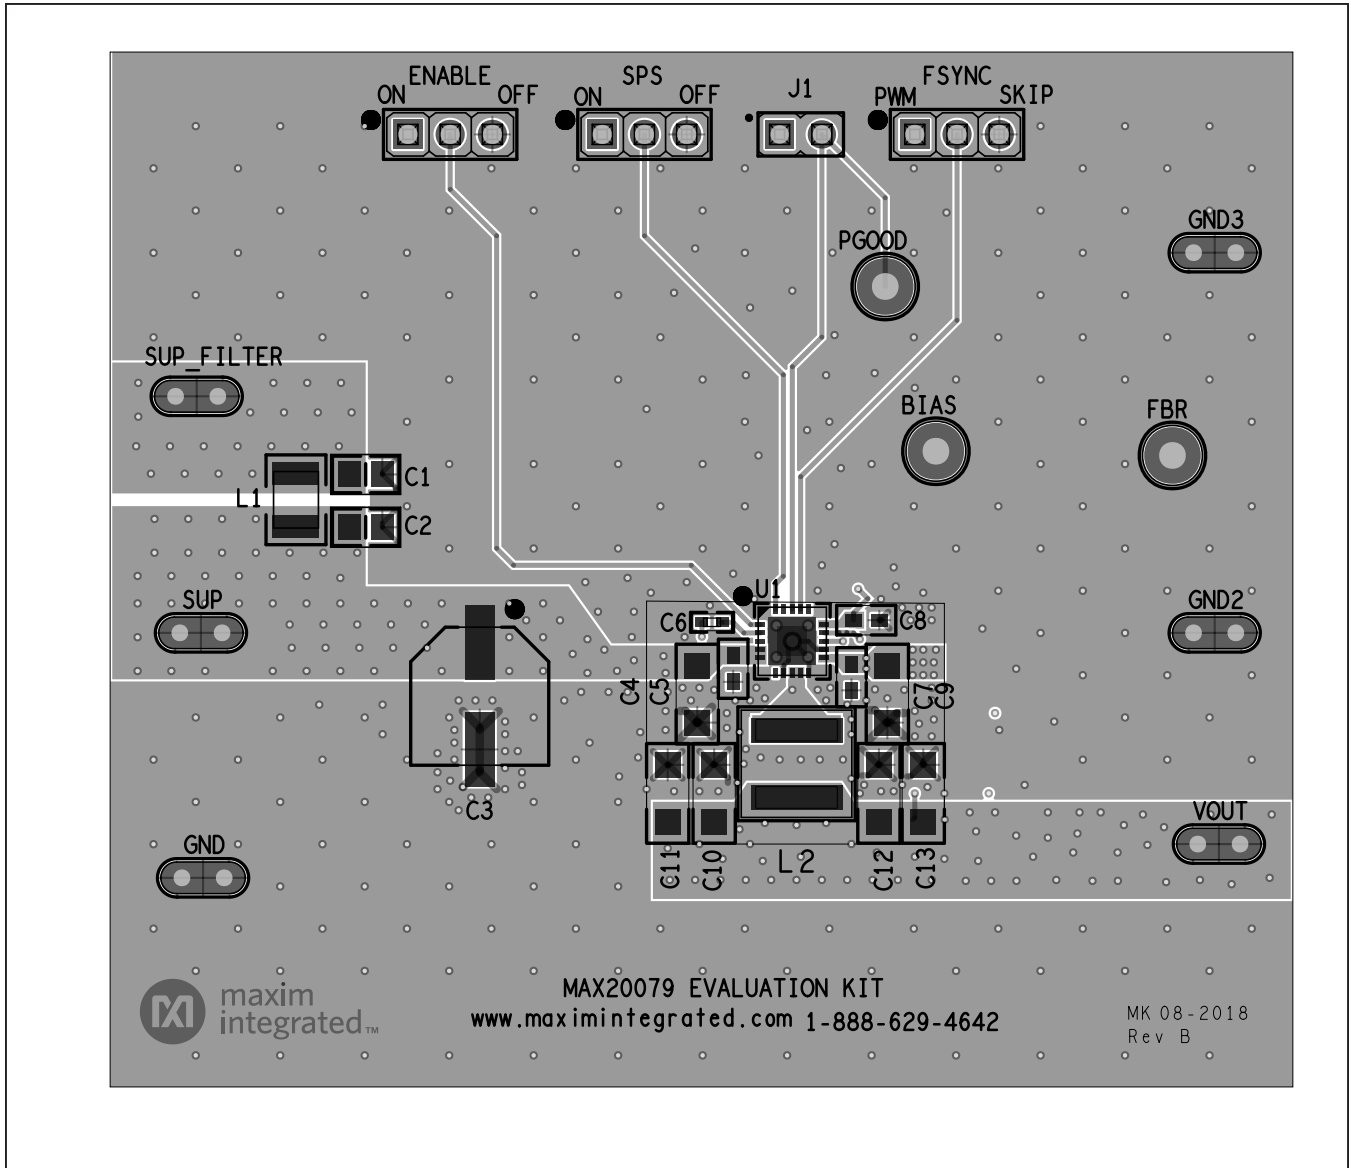 ENABLE
ON
OFF
SPS
ON
OFF
J1
FSYNC
PWM
SKIP
GND3
PGOOD
SUP_FILTER
BIAS
FBR
L1
C1
C2
SUP
U1
C6
C8
GND2
C4
C5
C7
C9
C3
VOUT
GND
C11
C10
L2
C12
C13
maxim
integrated™
MAX20079 EVALUATION KIT
www.maximintegrated.com 1-888-629-4642
MK 08-2018
Rev B